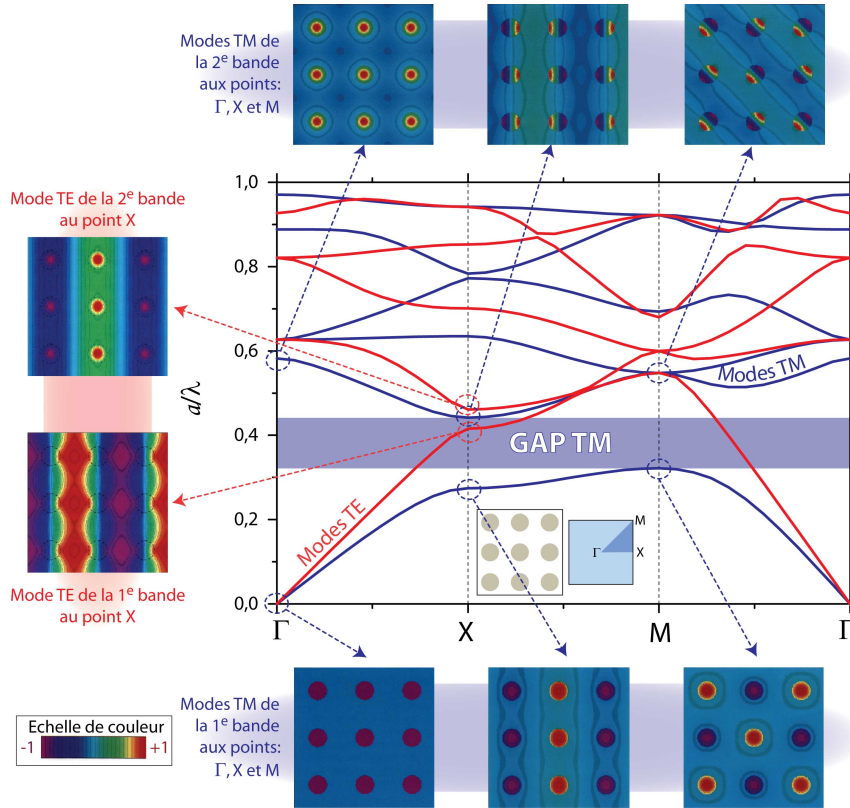 Modes TM de
la 2e bande
aux points:
Γ, X et M
Mode TE de la 2e bande
au point X
Mode TE de la 1e bande
au point X
a/λ
1,0
0,8
0,6
0,4
0,2
0,0
Modes TM
GAP TM
Modes TE
M
Γ
X
Γ
X
M
Γ
Modes TM de
la 1e bande
aux points:
Γ, X et M
Echelle de couleur
-1
+1